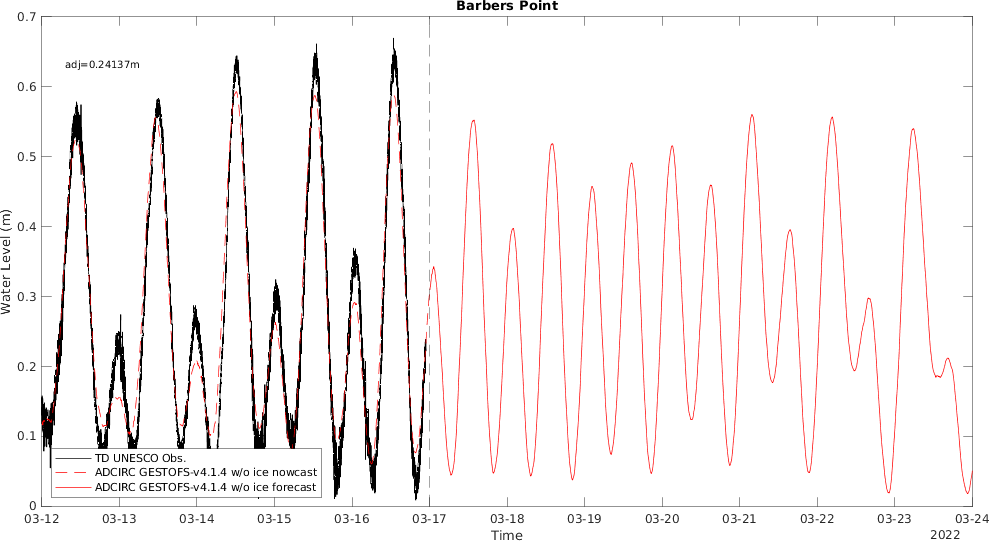 Barbers Point
0.7
0.6
0.5
0.4
0.3
0.2
0.1
0
Water Level (m)
adj=0.24137m
TD UNESCO Obs.
ADCIRC GESTOFS-v4.1.4 w/o ice nowcast
ADCIRC GESTOFS-v4.1.4 w/o ice forecast
03-12 03-13 03-14 03-15 03-16 03-17 03-18 03-19 03-20 03-21 03-22 03-23 03-24
Time
2022